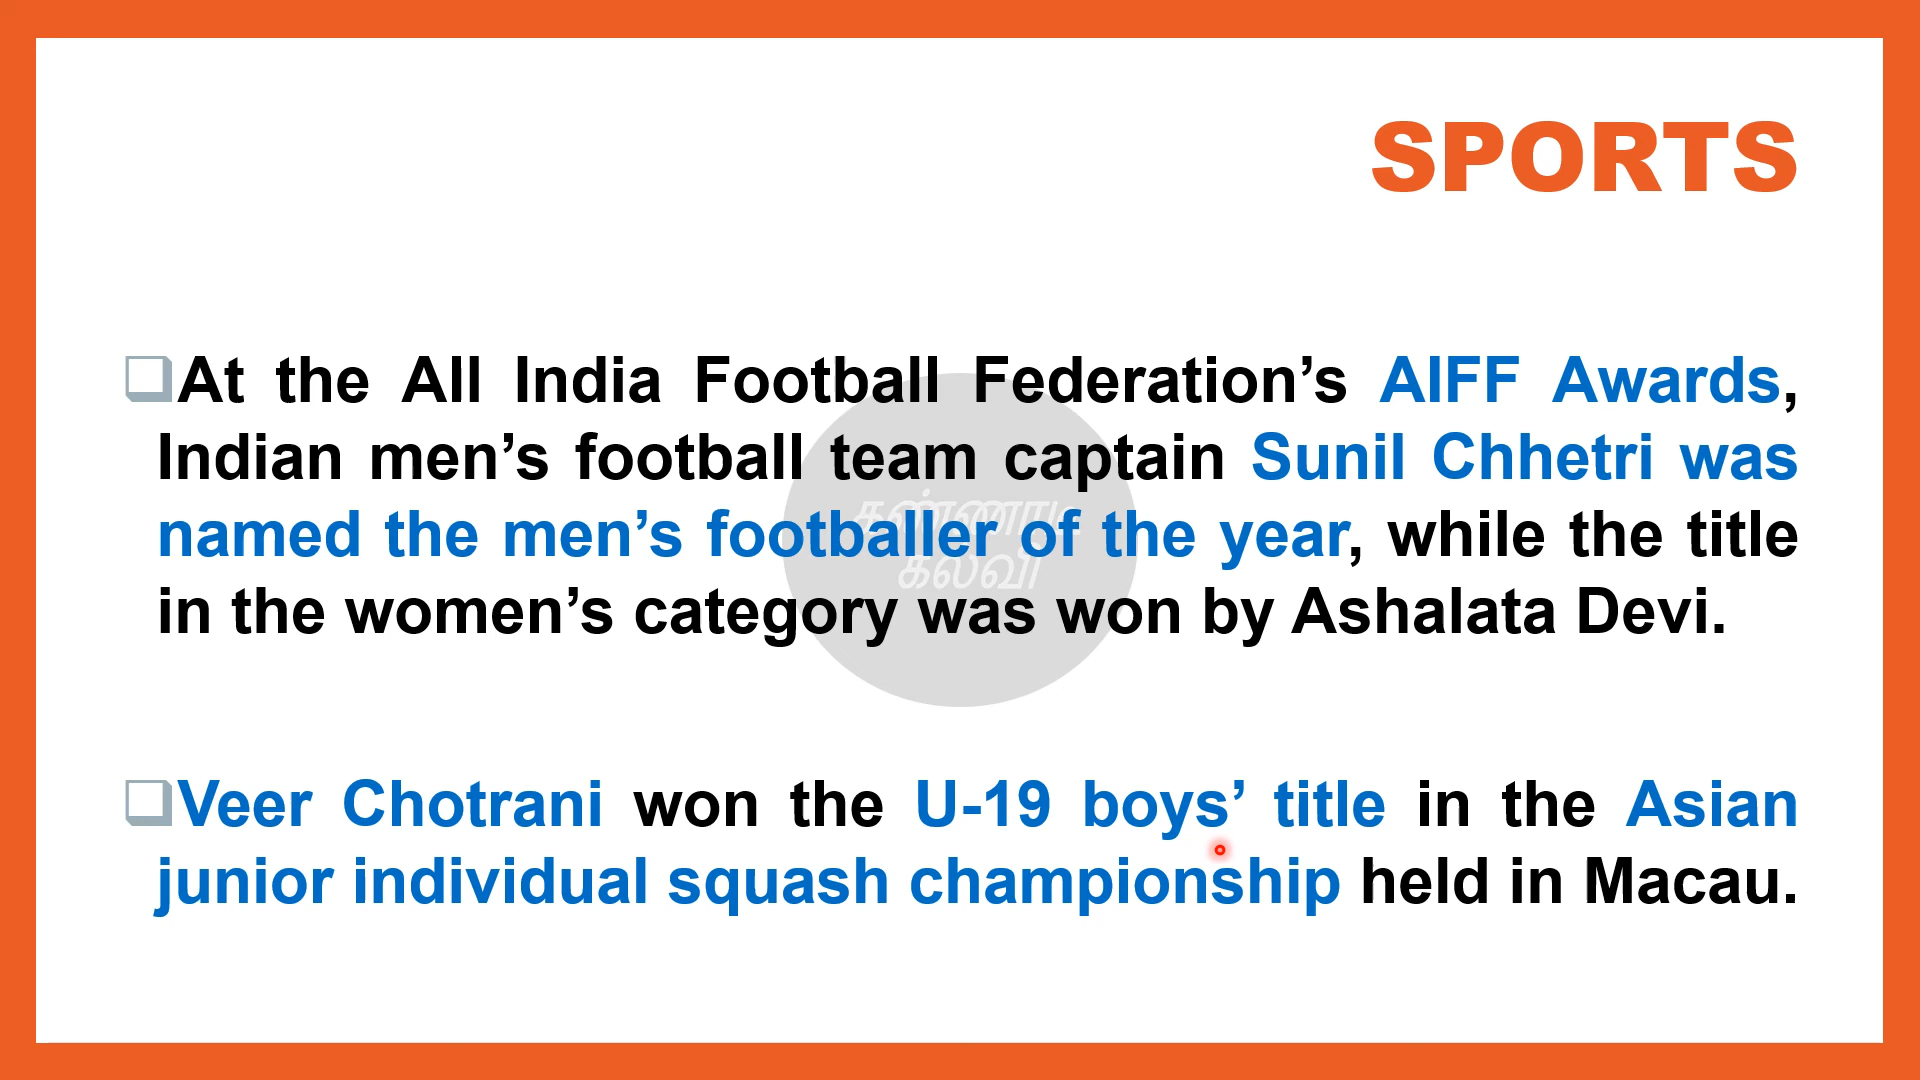 SPORTS
At the All India Football Federation’s AIFF Awards,
Indian men’s football team captain Sunil Chhetri was
named the men’s footballer of the year, while the title
in the women’s category was won by Ashalata Devi.
Veer Chotrani won the U-19 boys’ title in the Asian
junior individual squash championship held in Macau.